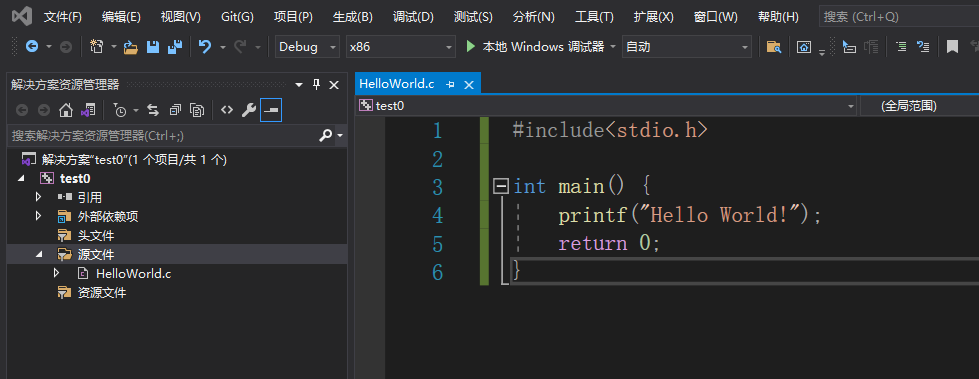 文件(F) 编辑(E) 视图(V) Git(G) 项目(P) 生成(B) 调试(D) 测试(S) 分析(N) 工具(T) 扩展(X) 窗口(W) 帮助(H) 搜索 (Ctrl+Q)
Debug x86 本地 Windows 调试器 自动
解决方案资源管理器
搜索解决方案资源管理器(Ctrl+;)
解决方案"test0"(1 个项目/共 1 个)
test0
引用
外部依赖项
头文件
源文件
HelloWorld.c
资源文件
HelloWorld.c
test0 (全局范围)
1 #include<stdio.h>
2
3 int main() {
4 printf("Hello World!");
5 return 0;
6 }